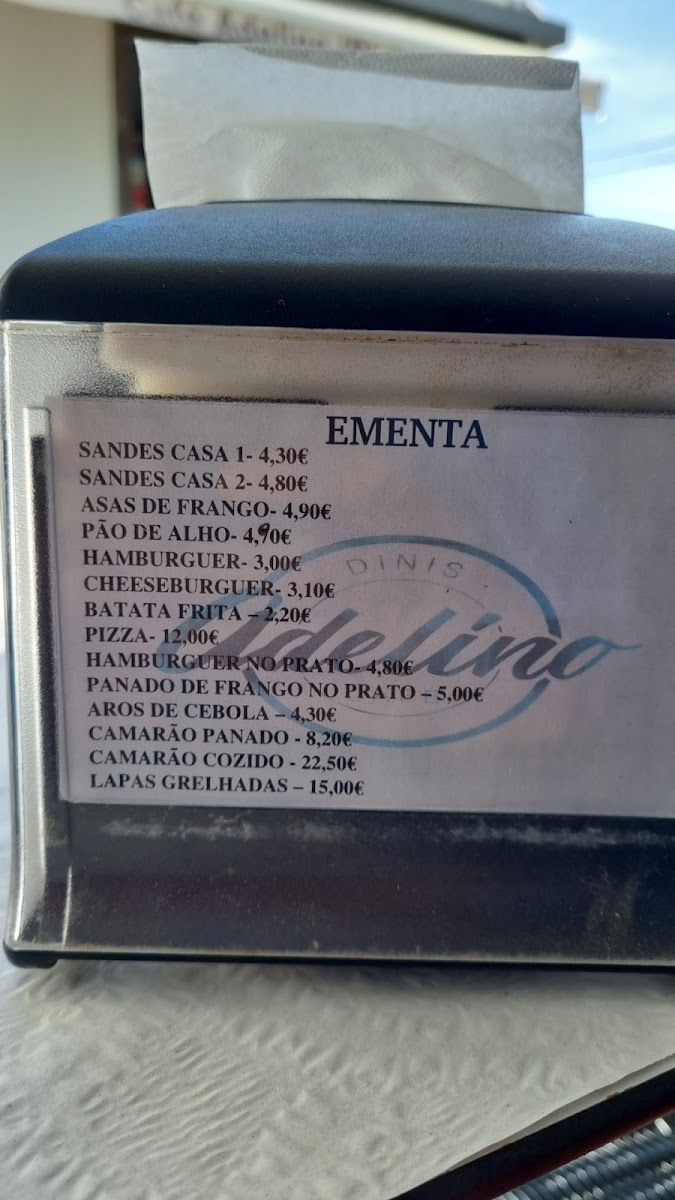 Café Adelino
EMENTA
SANDES CASA 1- 4,30€
SANDES CASA 2- 4,80€
ASAS DE FRANGO- 4,90€
PÃO DE ALHO- 4,90€
HAMBURGUER- 3,00€
CHEESEBURGUER- 3,10€
BATATA FRITA – 2,20€
PIZZA- 12,00€
HAMBURGUER NO PRATO- 4,80€
PANADO DE FRANGO NO PRATO – 5,00€
AROS DE CEBOLA – 4,30€
CAMARÃO PANADO - 8,20€
CAMARÃO COZIDO - 22,50€
LAPAS GRELHADAS – 15,00€
DINIS
Adelino